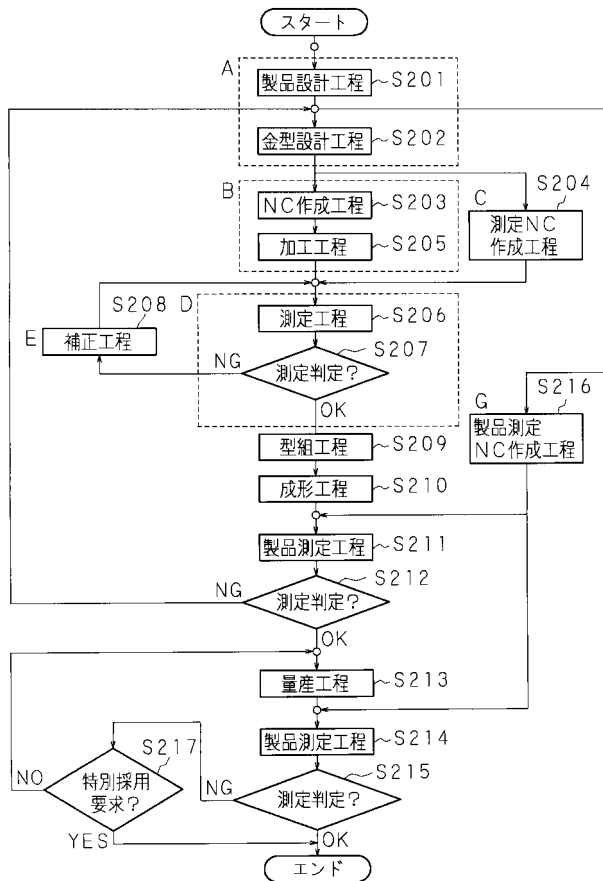 スタート
A
製品設計工程 S201
金型設計工程 S202
B
NC作成工程 S203
加工工程 S205
C
S204
測定NC
作成工程
D
測定工程 S206
S207
測定判定?
NG
OK
S208
E
補正工程
型組工程 S209
成形工程 S210
G
S216
製品測定
NC作成工程
製品測定工程 S211
S212
測定判定?
NG
OK
量産工程 S213
製品測定工程 S214
S215
測定判定?
NG
OK
S217
特別採用
要求?
NO
YES
エンド